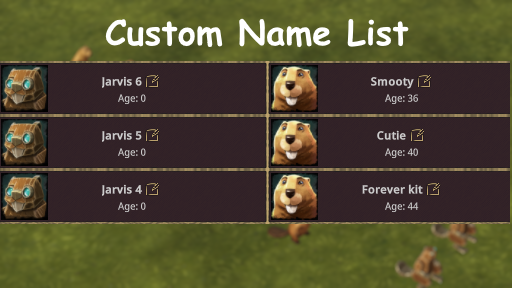 Custom Name List
Jarvis 6
Age: 0
Smooty
Age: 36
Jarvis 5
Age: 0
Cutie
Age: 40
Jarvis 4
Age: 0
Forever kit
Age: 44